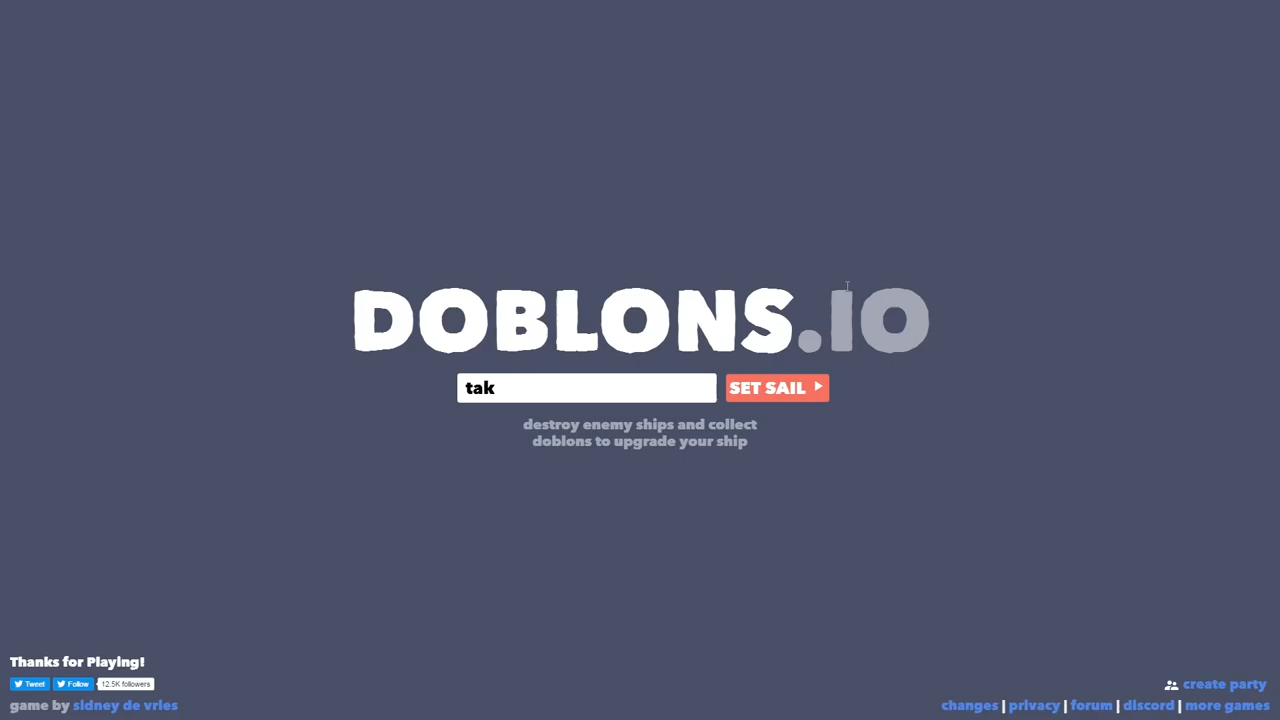 DOBLONS.IO
tak
SET SAIL
destroy enemy ships and collect
doblons to upgrade your ship
Thanks for Playing!
Tweet Follow 12.5K followers
game by sidney de vries
create party
changes | privacy | forum | discord | more games